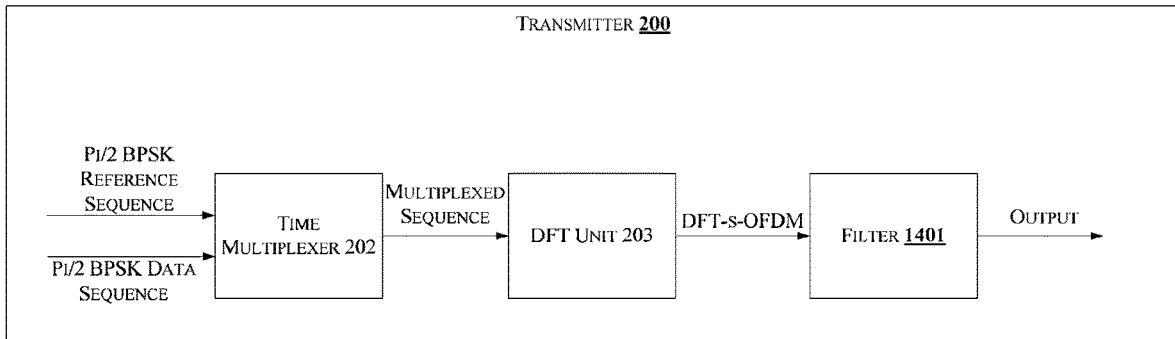 TRANSMITTER 200
PI/2 BPSK
REFERENCE
SEQUENCE
PI/2 BPSK DATA
SEQUENCE
TIME
MULTIPLEXER 202
MULTIPLEXED
SEQUENCE
DFT UNIT 203
DFT-S-OFDM
FILTER 1401
OUTPUT